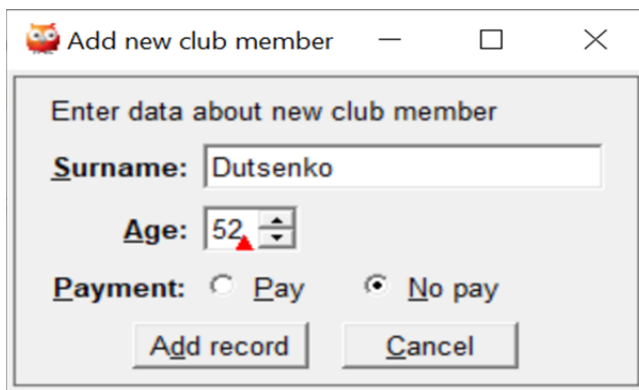 Add new club member
Enter data about new club member
Surname: Dutsenko
Age: 52
Payment: Pay No pay
Add record Cancel